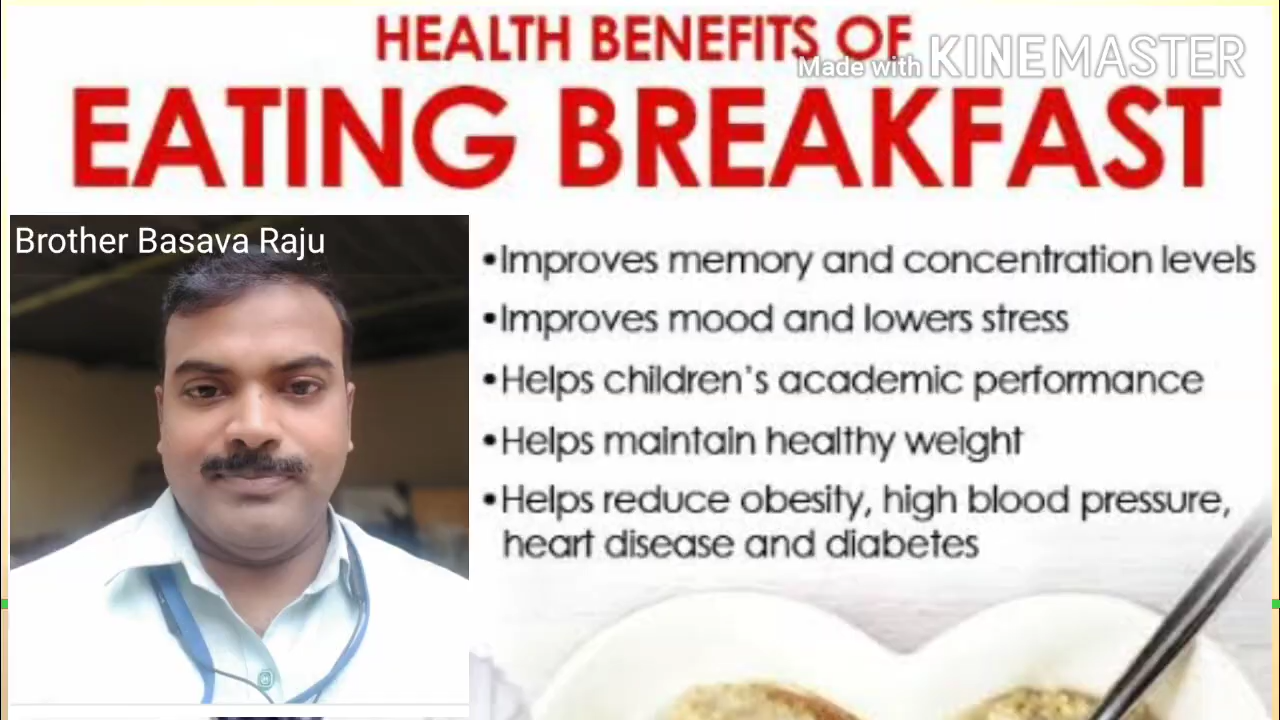 HEALTH BENEFITS OF
Made with KINEMASTER
EATING BREAKFAST
Brother Basava Raju
•Improves memory and concentration levels
•Improves mood and lowers stress
•Helps children's academic performance
•Helps maintain healthy weight
•Helps reduce obesity, high blood pressure,
heart disease and diabetes